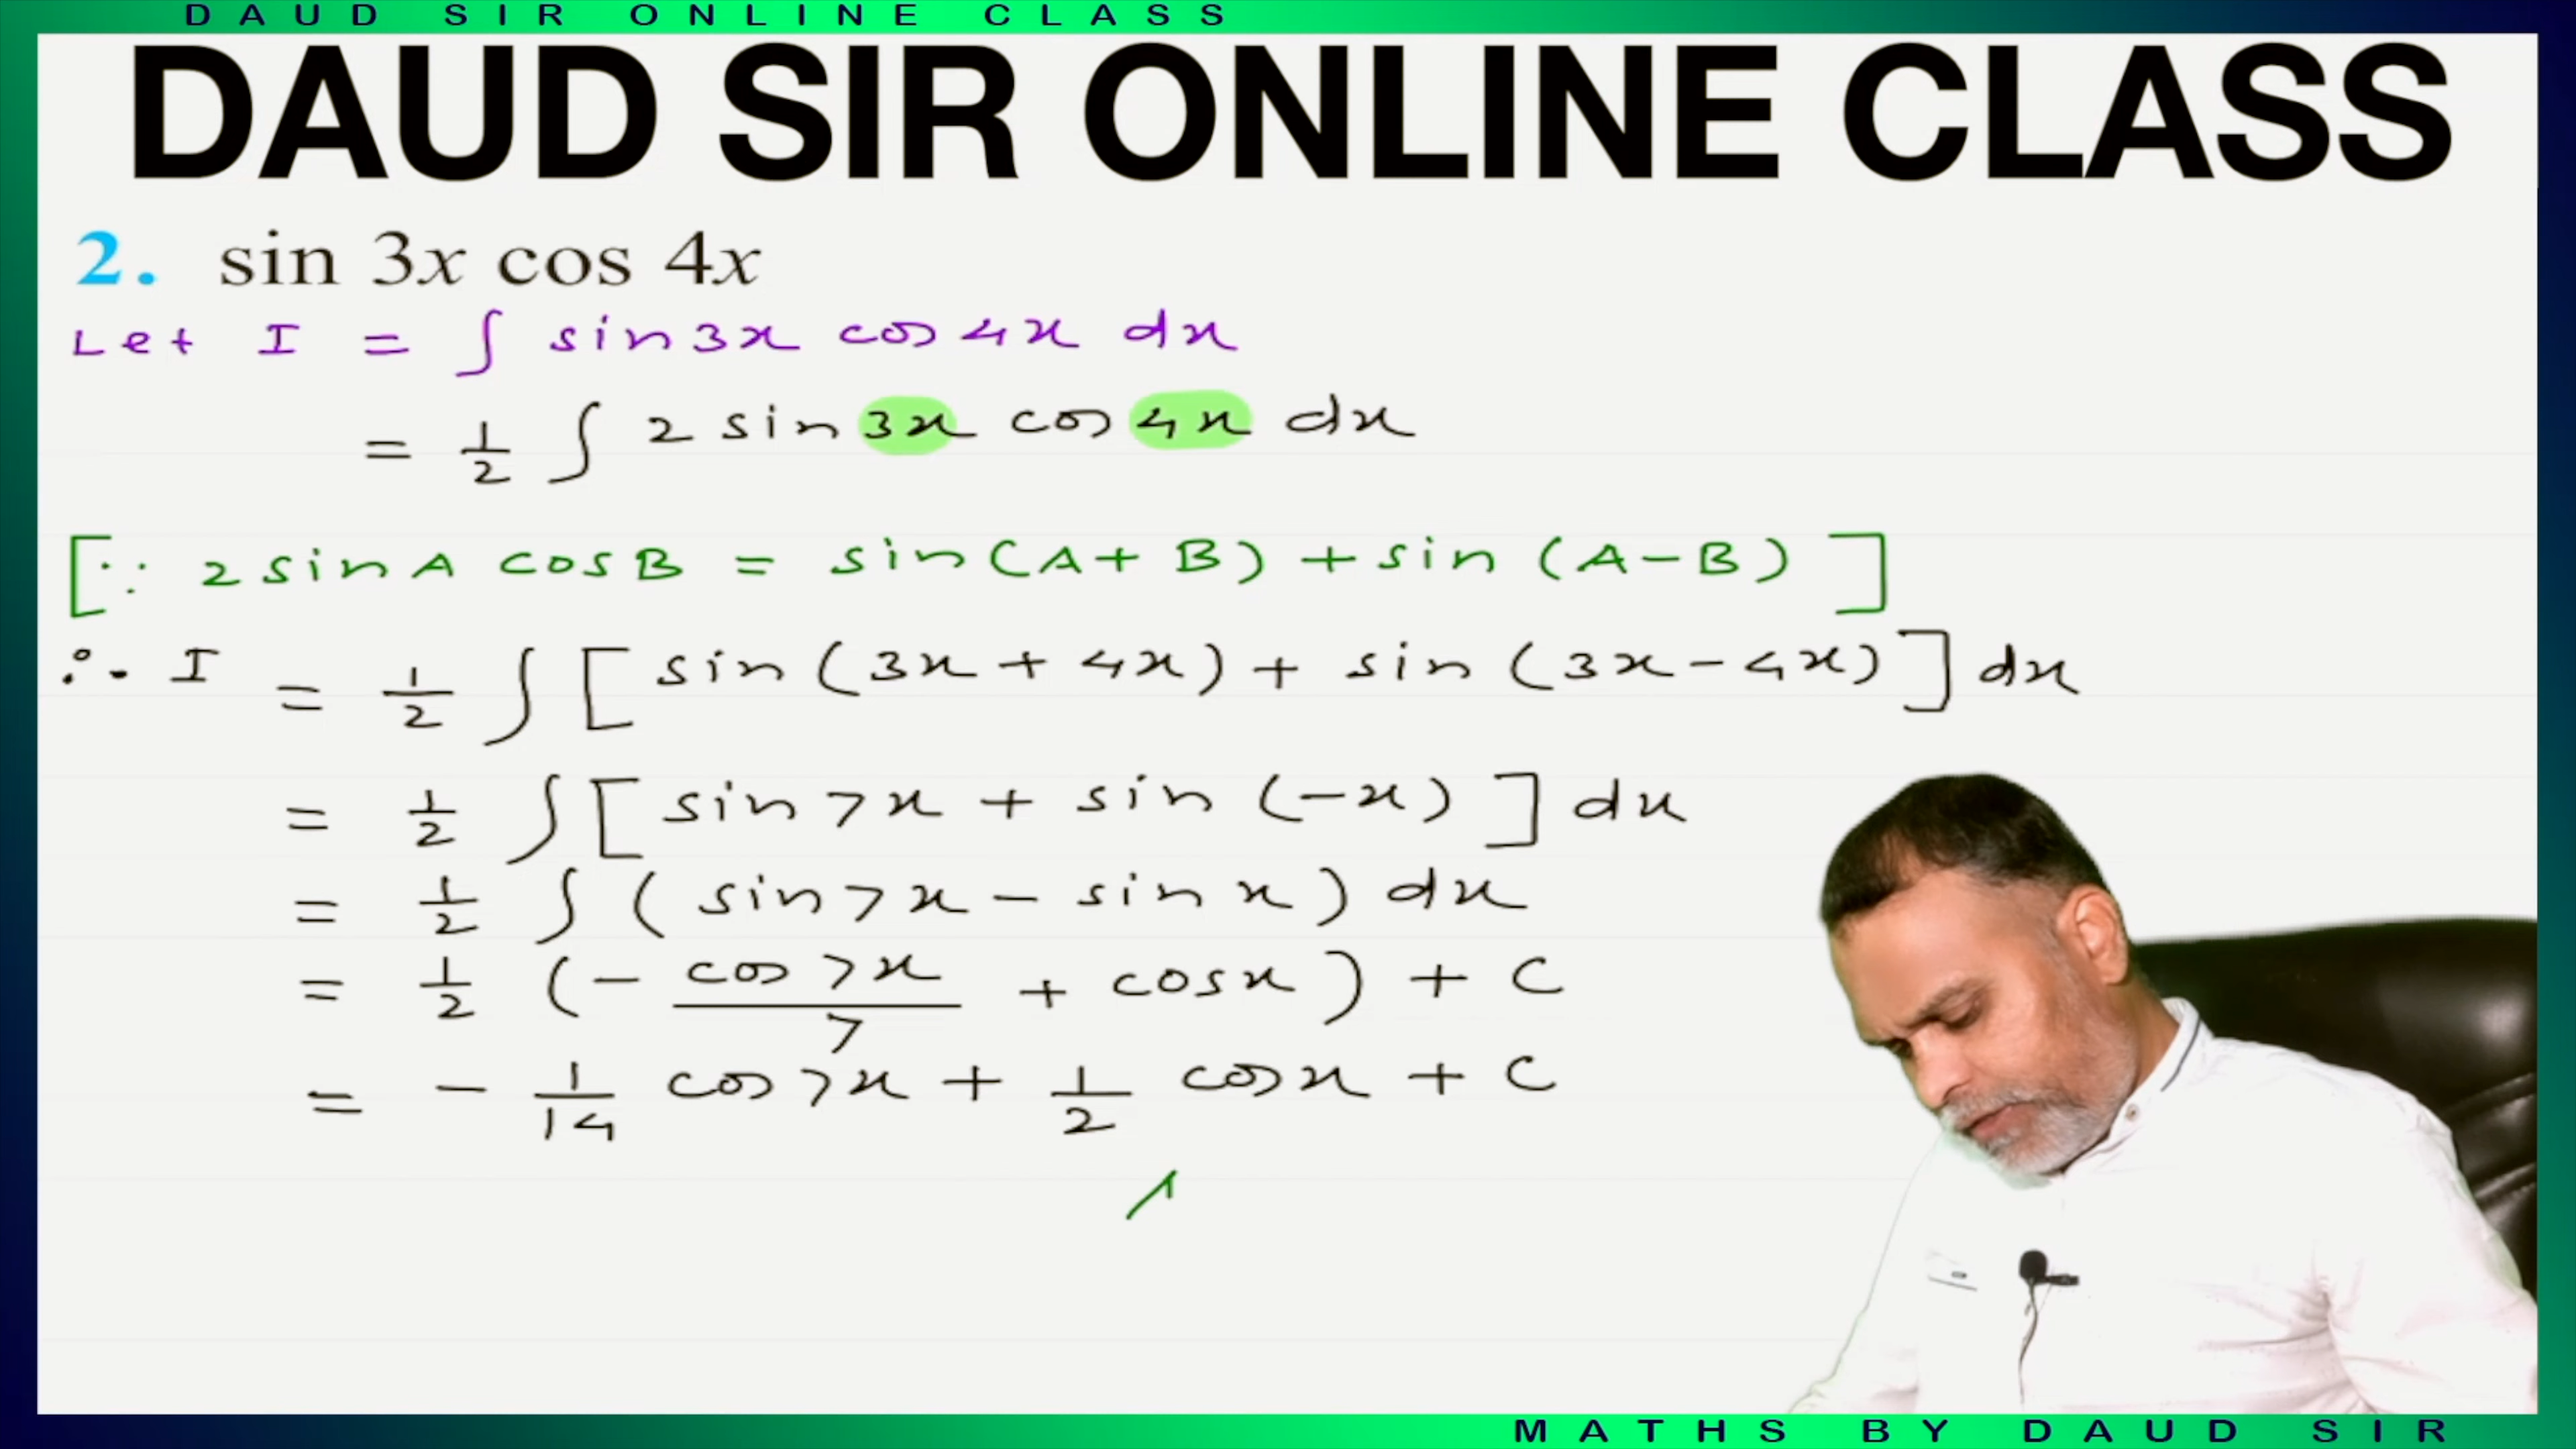 DAUD SIR ONLINE CLASS
DAUD SIR ONLINE CLASS
2. sin 3x cos 4x
Let I = ∫ sin3x cos4x dx
= 1/2 ∫ 2 sin3x cos4x dx
[∵ 2sinA cosB = sin(A+B) + sin(A−B)]
∴ I = 1/2 ∫ [sin(3x + 4x) + sin(3x − 4x)] dx
= 1/2 ∫ [sin7x + sin(−x)] dx
= 1/2 ∫ (sin7x − sinx) dx
= 1/2 (− cos7x/7 + cosx) + C
= − 1/14 cos7x + 1/2 cosx + C
MATHS BY DAUD SIR